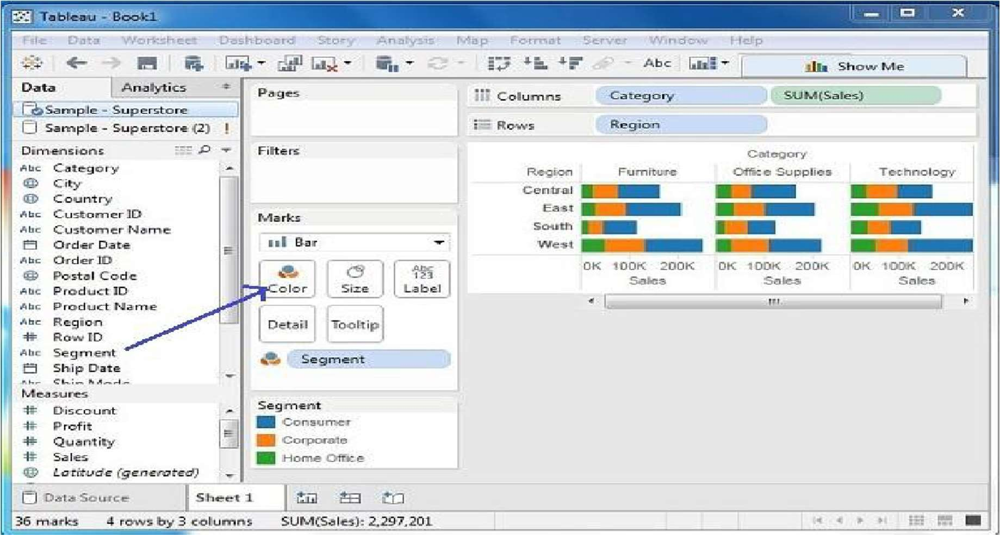 Tableau - Book1
File Data Worksheet Dashboard Story Analysis Map Format Server Window Help
Abc Show Me
Data Analytics
Sample - Superstore
Sample - Superstore (2) !
Dimensions
Abc Category
City
Country
Abc Customer ID
Abc Customer Name
Order Date
Abc Order ID
Postal Code
Abc Product ID
Abc Product Name
Abc Region
# Row ID
Abc Segment
Ship Date
Abc Ship Mode
Measures
# Discount
# Profit
# Quantity
# Sales
Latitude (generated)
Pages
Filters
Marks
Bar
Color
Size
Abc
123
Label
Detail
Tooltip
Segment
Segment
Consumer
Corporate
Home Office
Columns Category SUM(Sales)
Rows Region
Category
Region Furniture Office Supplies Technology
Central
East
South
West
0K 100K 200K 0K 100K 200K 0K 100K 200K
Sales Sales Sales
Data Source Sheet 1
36 marks 4 rows by 3 columns SUM(Sales): 2,297,201